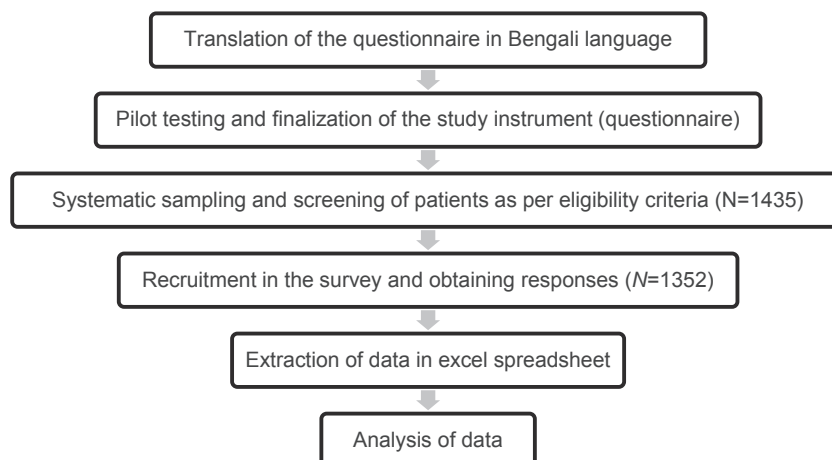 Translation of the questionnaire in Bengali language
Pilot testing and finalization of the study instrument (questionnaire)
Systematic sampling and screening of patients as per eligibility criteria (N=1435)
Recruitment in the survey and obtaining responses (N=1352)
Extraction of data in excel spreadsheet
Analysis of data